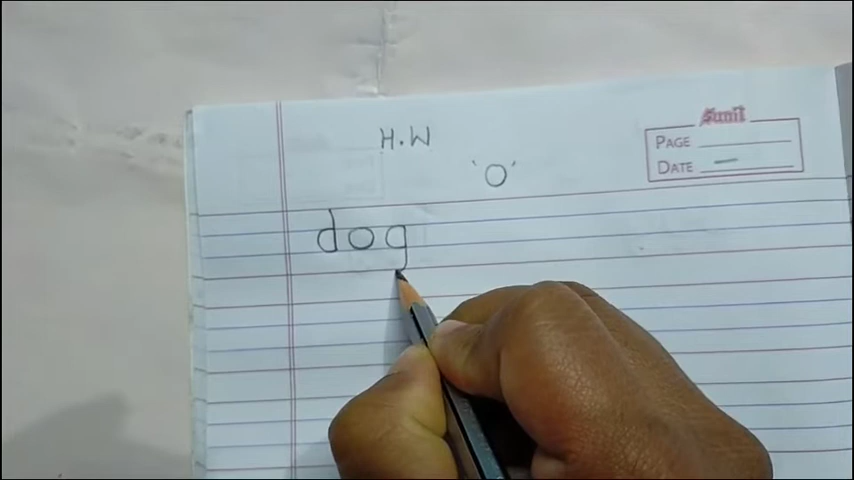 H.W
'O'
Sunil
PAGE
DATE
dog